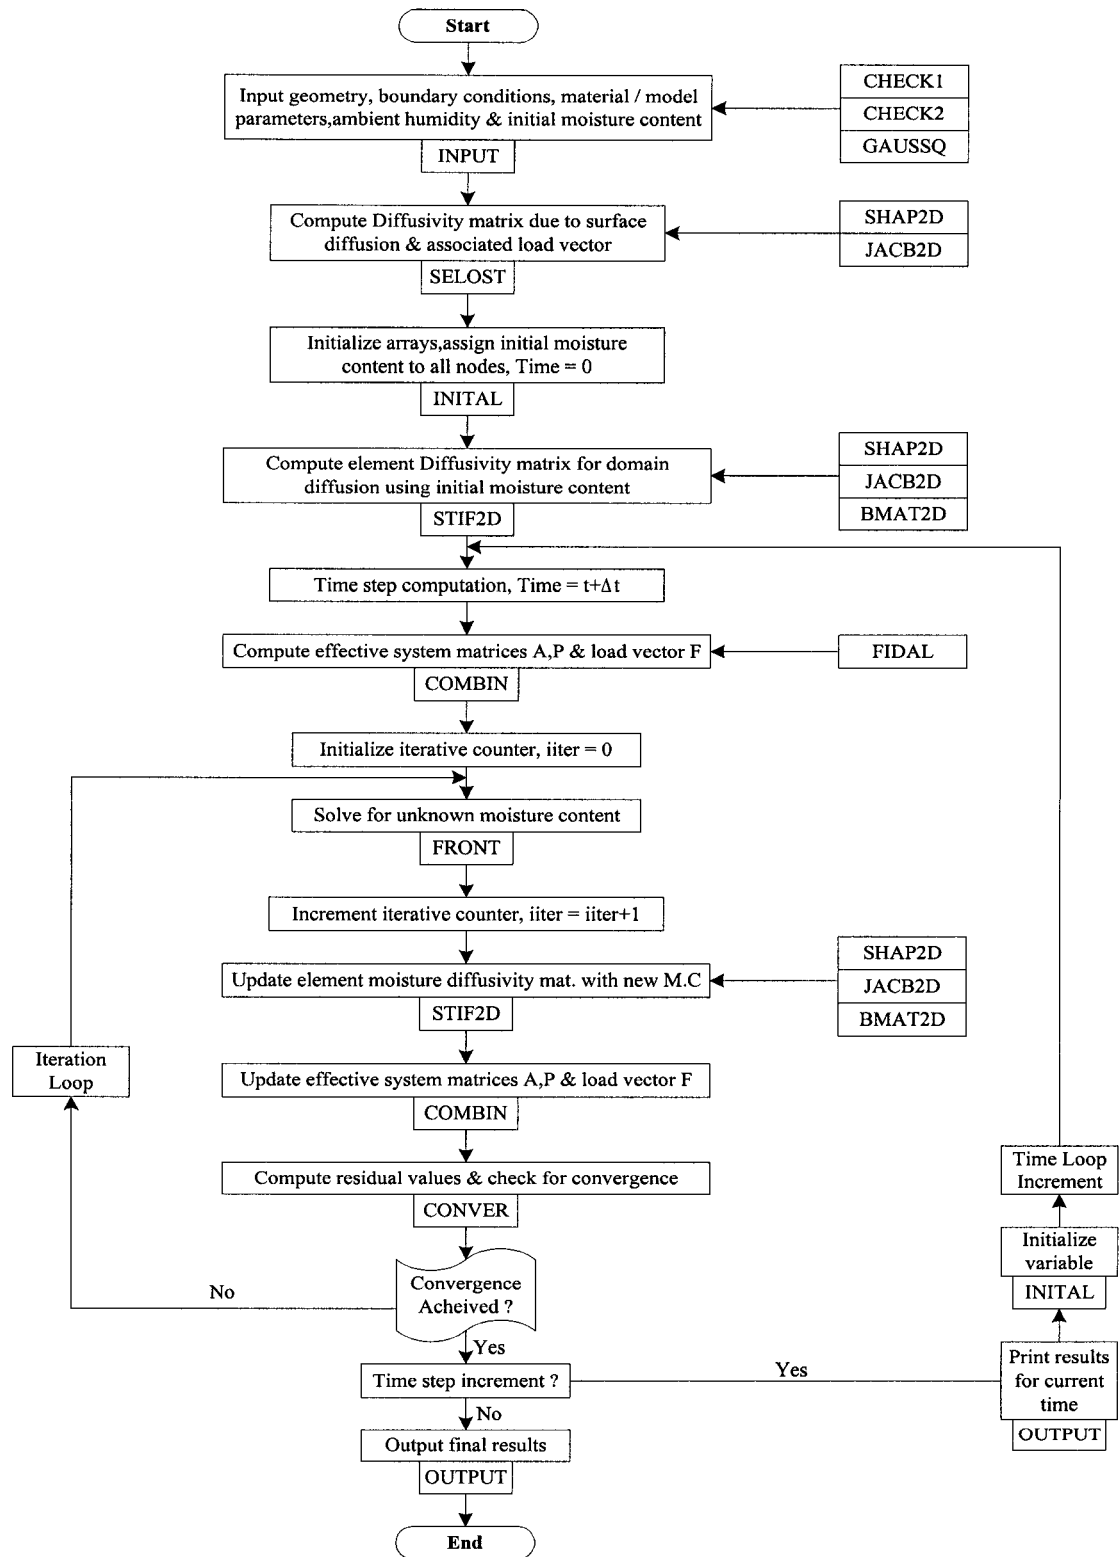 Start
Input geometry, boundary conditions, material / model
parameters,ambient humidity & initial moisture content
INPUT
CHECK1
CHECK2
GAUSSQ
Compute Diffusivity matrix due to surface
diffusion & associated load vector
SELOST
SHAP2D
JACB2D
Initialize arrays,assign initial moisture
content to all nodes, Time = 0
INITAL
Compute element Diffusivity matrix for domain
diffusion using initial moisture content
STIF2D
SHAP2D
JACB2D
BMAT2D
Time step computation, Time = t+Δt
Compute effective system matrices A,P & load vector F
COMBIN
FIDAL
Initialize iterative counter, iiter = 0
Solve for unknown moisture content
FRONT
Increment iterative counter, iiter = iiter+1
Update element moisture diffusivity mat. with new M.C
STIF2D
SHAP2D
JACB2D
BMAT2D
Iteration
Loop
Update effective system matrices A,P & load vector F
COMBIN
Compute residual values & check for convergence
CONVER
Time Loop
Increment
Initialize
variable
INITAL
No
Convergence
Acheived ?
Yes
Time step increment ?
Yes
Print results
for current
time
OUTPUT
No
Output final results
OUTPUT
End